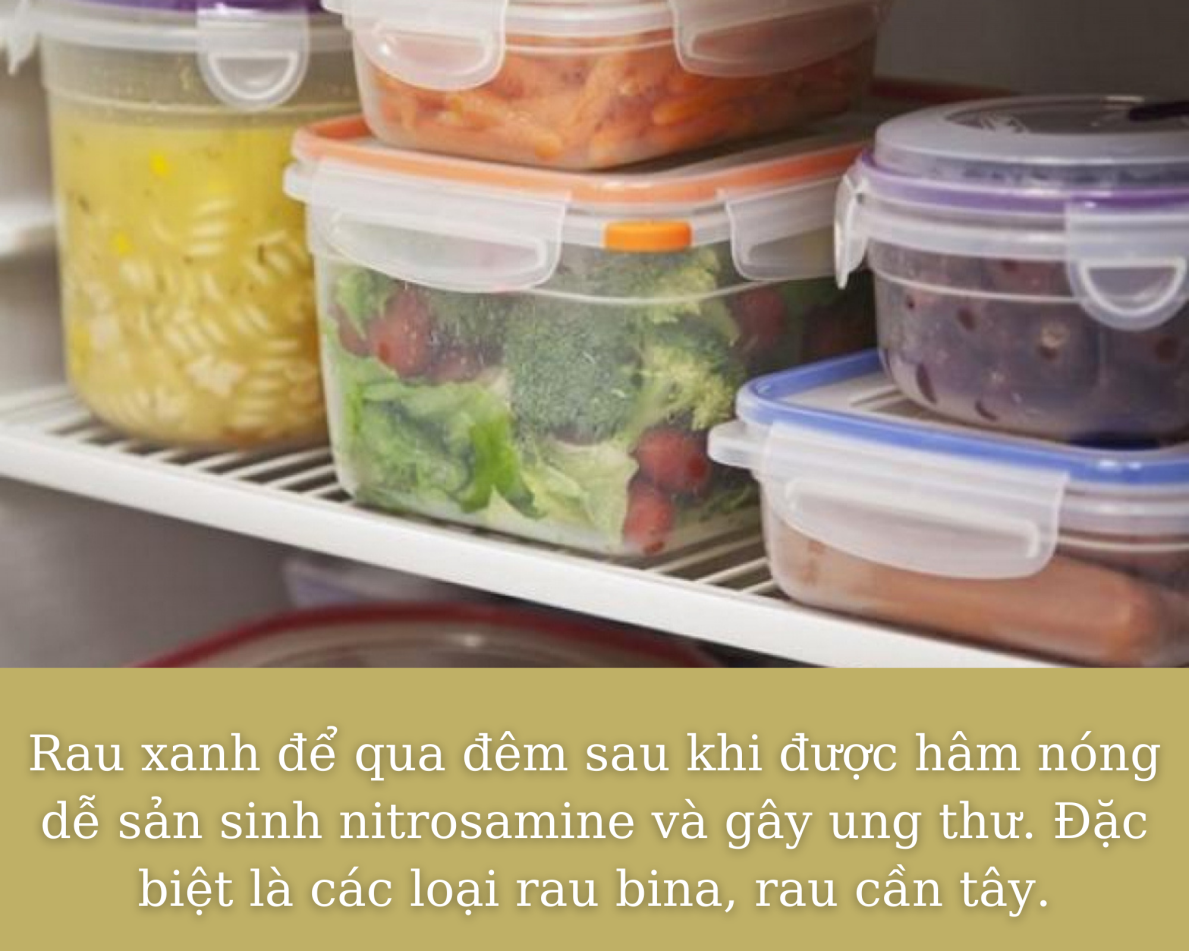 Rau xanh để qua đêm sau khi được hâm nóng
dễ sản sinh nitrosamine và gây ung thư. Đặc
biệt là các loại rau bina, rau cần tây.